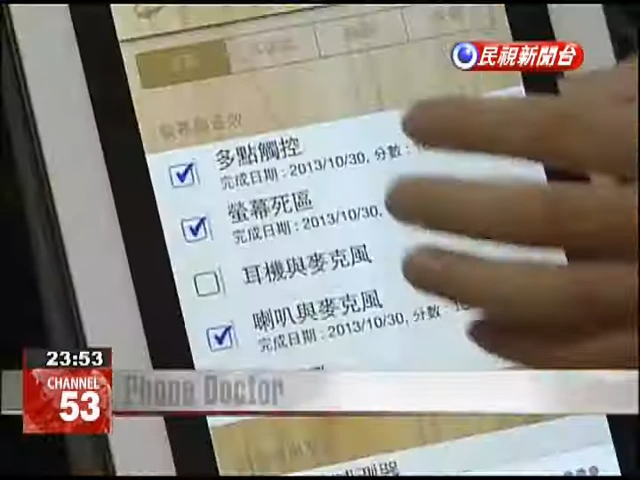 民視新聞台
多點觸控
完成日期 : 2013/10/30, 分數 :
螢幕死區
完成日期 : 2013/10/30,
耳機與麥克風
喇叭與麥克風
完成日期 : 2013/10/30, 分數 :
23:53
CHANNEL
53
Phone Doctor